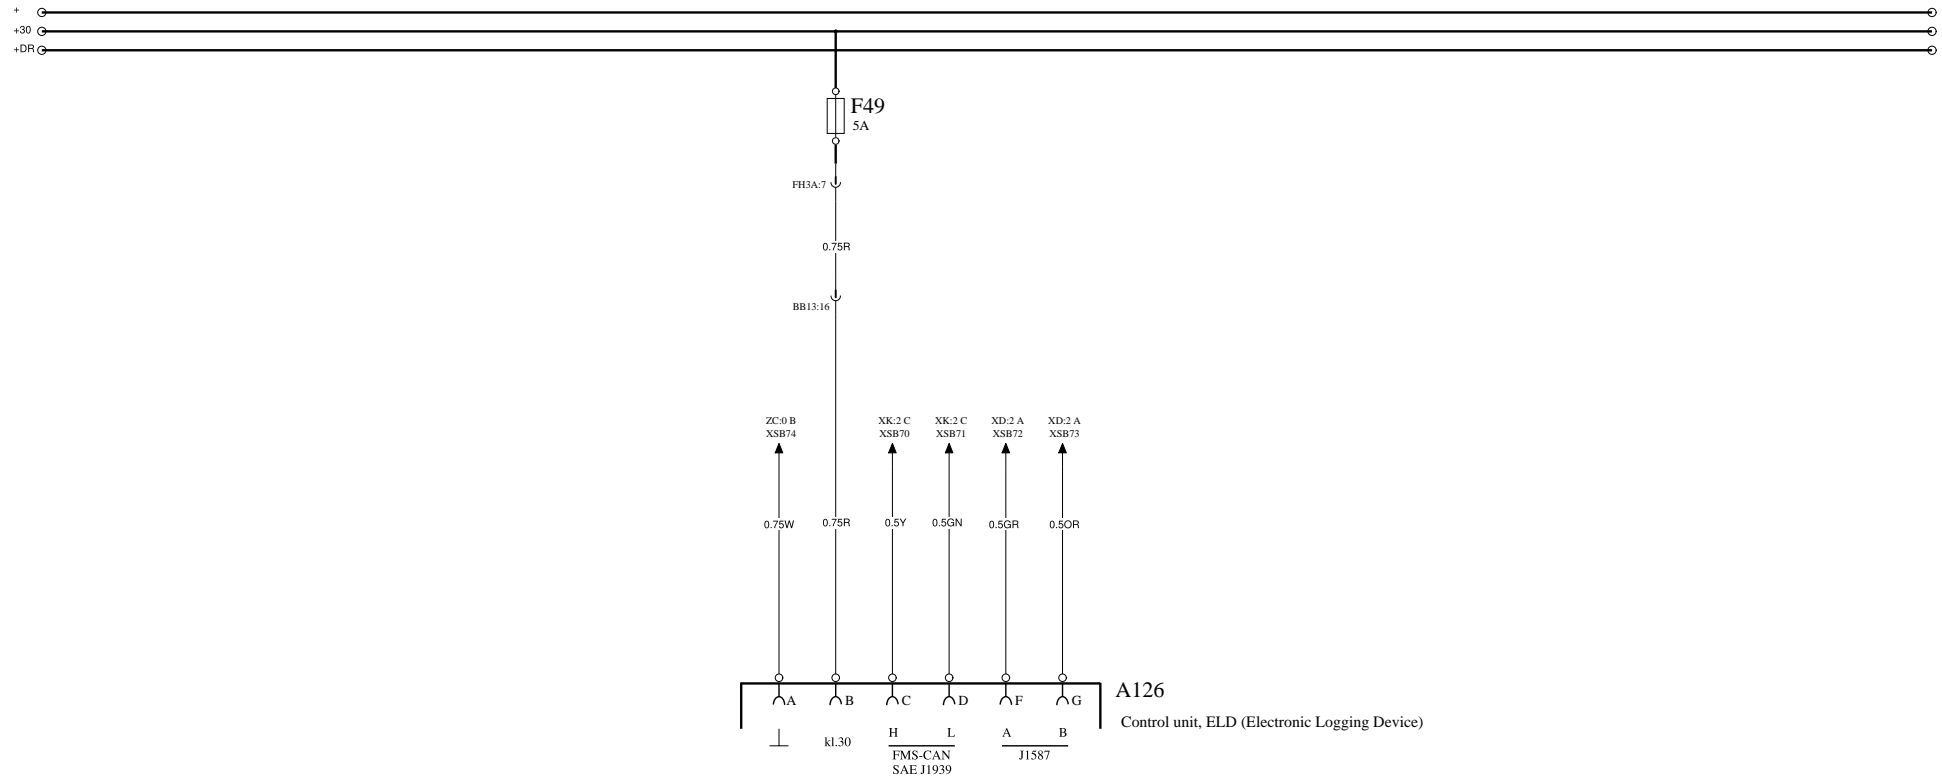 +
+30
+DR
F49
5A
FH3A:7
0.75R
BB13:16
ZC:0 B
XSB74
XK:2 C
XSB70
XK:2 C
XSB71
XD:2 A
XSB72
XD:2 A
XSB73
0.75W
0.75R
0.5Y
0.5GN
0.5GR
0.5OR
A B C D F G
A126
Control unit, ELD (Electronic Logging Device)
kl.30
H L
FMS-CAN
SAE J1939
A B
J1587